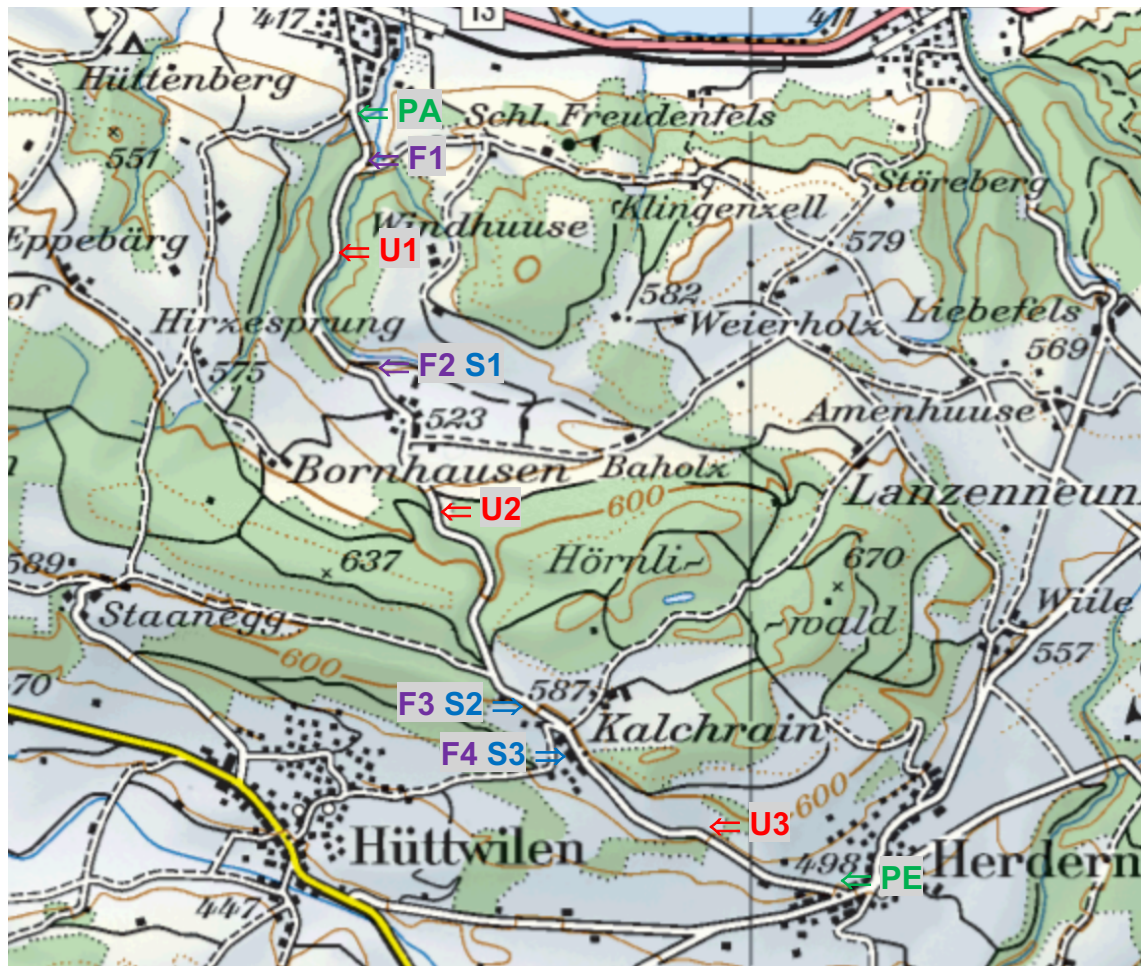 417
13
Hüttenberg
⇐ PA
Schl. Freudenfels
551
⇐ F1
Störeberg
Klingenzell
Windhuuse
Eppebärg
⇐ U1
579
of
582
Hirzesprung
Weierholz
Liebefels
569
575
⇐ F2 S1
523
Amenhuuse
Bornhausen
Baholz
Lanzenneun
600
⇐ U2
637
Hörnli-
670
589
Staanegg
-wald
Wiile
600
557
70
587
F3 S2 ⇒
Kalchrain
F4 S3 ⇒
600
⇐ U3
Hüttwilen
498
Herdern
⇐ PE
447